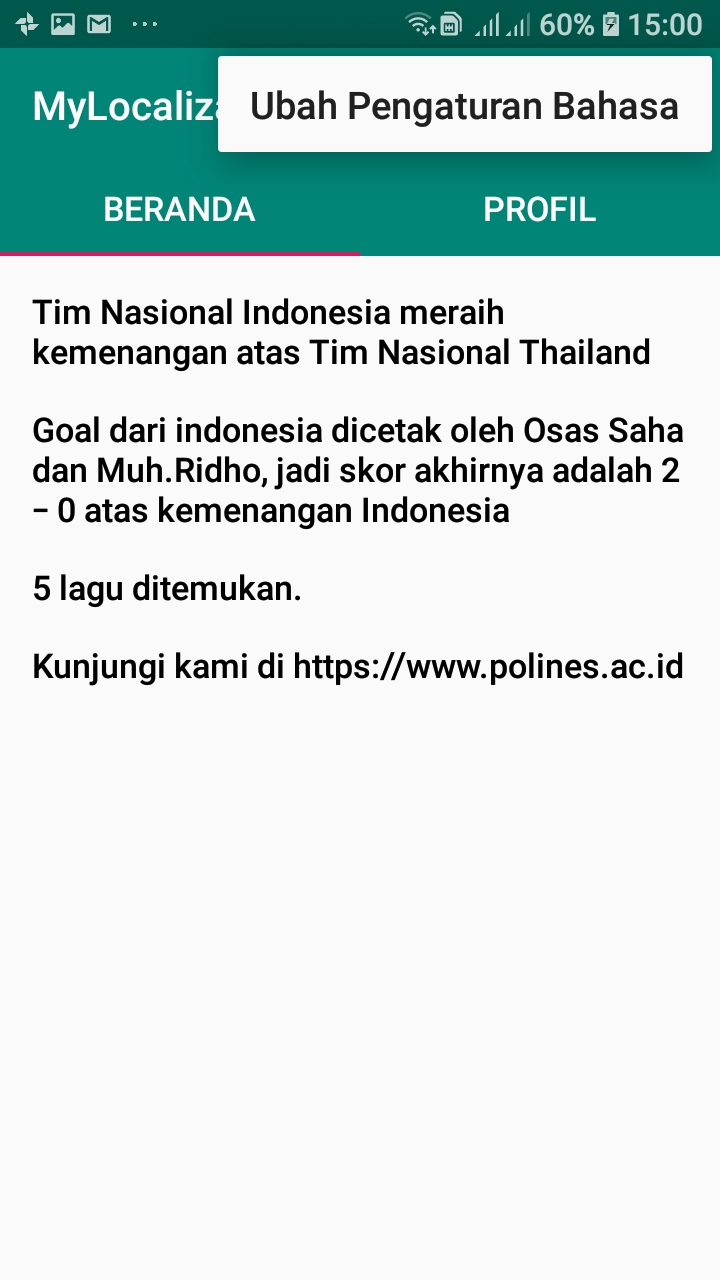 60% 15:00
MyLocaliza
Ubah Pengaturan Bahasa
BERANDA
PROFIL
Tim Nasional Indonesia meraih
kemenangan atas Tim Nasional Thailand
Goal dari indonesia dicetak oleh Osas Saha
dan Muh.Ridho, jadi skor akhirnya adalah 2
– 0 atas kemenangan Indonesia
5 lagu ditemukan.
Kunjungi kami di https://www.polines.ac.id